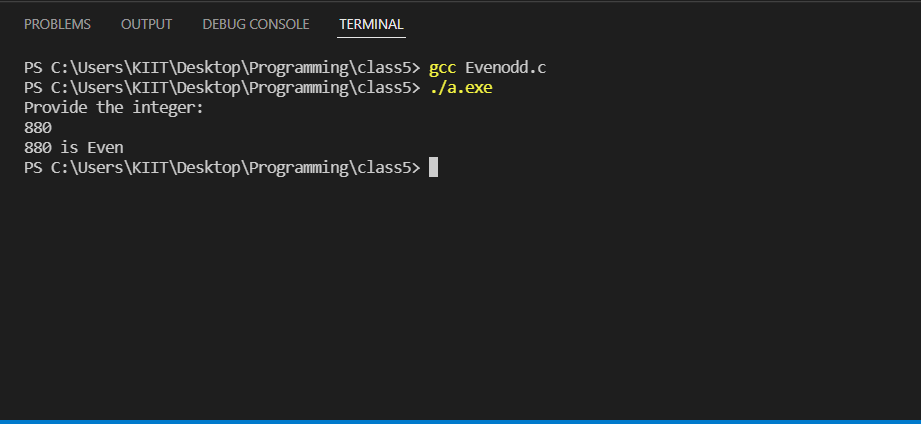 PROBLEMS OUTPUT DEBUG CONSOLE TERMINAL
PS C:\Users\KIIT\Desktop\Programming\class5> gcc Evenodd.c
PS C:\Users\KIIT\Desktop\Programming\class5> ./a.exe
Provide the integer:
880
880 is Even
PS C:\Users\KIIT\Desktop\Programming\class5>